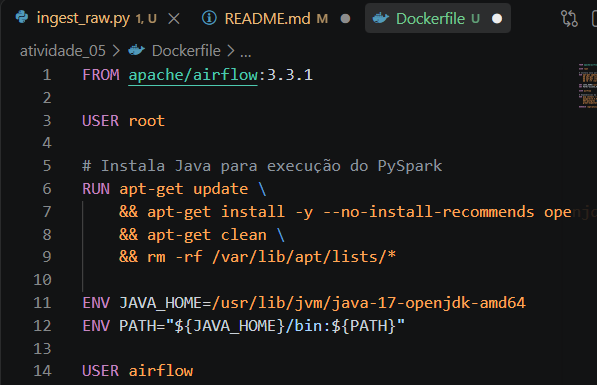 ingest_raw.py 1, U README.md M Dockerfile U
atividade_05 > Dockerfile > ...
1 FROM apache/airflow:3.3.1
2
3 USER root
4
5 # Instala Java para execução do PySpark
6 RUN apt-get update \
7 && apt-get install -y --no-install-recommends openjdk
8 && apt-get clean \
9 && rm -rf /var/lib/apt/lists/*
10
11 ENV JAVA_HOME=/usr/lib/jvm/java-17-openjdk-amd64
12 ENV PATH="${JAVA_HOME}/bin:${PATH}"
13
14 USER airflow